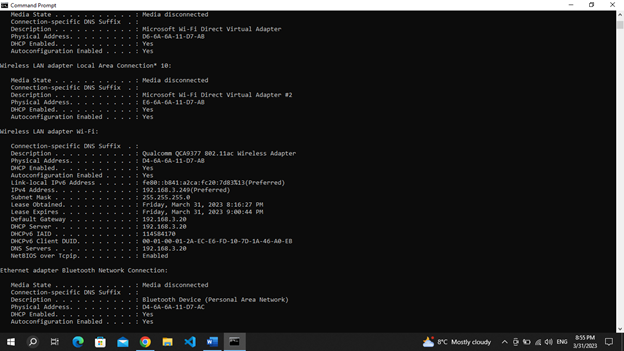 Command Prompt
Media State . . . . . . . . . . . : Media disconnected
Connection-specific DNS Suffix . :
Description . . . . . . . . . . . : Microsoft Wi-Fi Direct Virtual Adapter
Physical Address. . . . . . . . . : D6-6A-6A-11-D7-AB
DHCP Enabled. . . . . . . . . . . : Yes
Autoconfiguration Enabled . . . . : Yes
Wireless LAN adapter Local Area Connection* 10:
Media State . . . . . . . . . . . : Media disconnected
Connection-specific DNS Suffix . :
Description . . . . . . . . . . . : Microsoft Wi-Fi Direct Virtual Adapter #2
Physical Address. . . . . . . . . : E6-6A-6A-11-D7-AB
DHCP Enabled. . . . . . . . . . . : Yes
Autoconfiguration Enabled . . . . : Yes
Wireless LAN adapter Wi-Fi:
Connection-specific DNS Suffix . :
Description . . . . . . . . . . . : Qualcomm QCA9377 802.11ac Wireless Adapter
Physical Address. . . . . . . . . : D4-6A-6A-11-D7-AB
DHCP Enabled. . . . . . . . . . . : Yes
Autoconfiguration Enabled . . . . : Yes
Link-local IPv6 Address . . . . . : fe80::b841:a2ca:fc20:7d83%13(Preferred)
IPv4 Address. . . . . . . . . . . : 192.168.3.249(Preferred)
Subnet Mask . . . . . . . . . . . : 255.255.255.0
Lease Obtained. . . . . . . . . . : Friday, March 31, 2023 8:16:27 PM
Lease Expires . . . . . . . . . . : Friday, March 31, 2023 9:00:44 PM
Default Gateway . . . . . . . . . : 192.168.3.20
DHCP Server . . . . . . . . . . . : 192.168.3.20
DHCPv6 IAID . . . . . . . . . . . : 114584170
DHCPv6 Client DUID. . . . . . . . : 00-01-00-01-2A-EC-E6-FD-10-7D-1A-46-A0-EB
DNS Servers . . . . . . . . . . . : 192.168.3.20
NetBIOS over Tcpip. . . . . . . . : Enabled
Ethernet adapter Bluetooth Network Connection:
Media State . . . . . . . . . . . : Media disconnected
Connection-specific DNS Suffix . :
Description . . . . . . . . . . . : Bluetooth Device (Personal Area Network)
Physical Address. . . . . . . . . : D4-6A-6A-11-D7-AC
DHCP Enabled. . . . . . . . . . . : Yes
Autoconfiguration Enabled . . . . : Yes
8°C Mostly cloudy
ENG
8:55 PM
3/31/2023